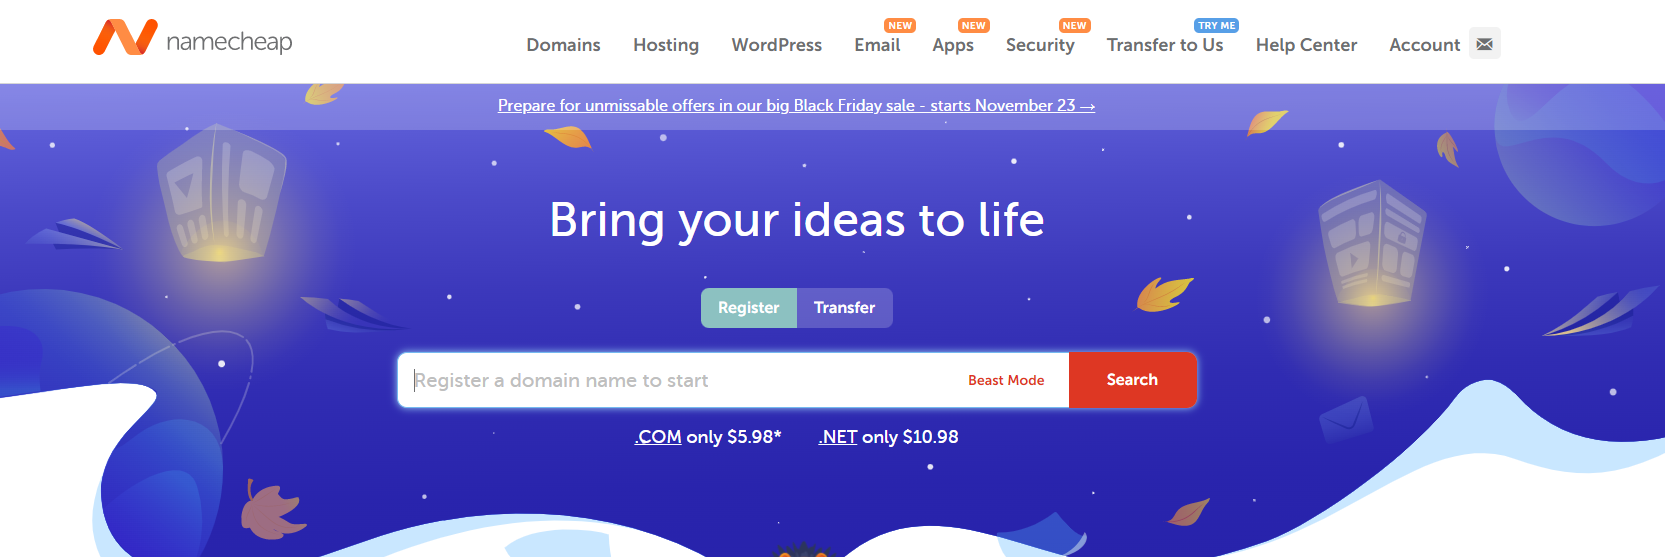 namecheap
NEW NEW NEW TRY ME
Domains Hosting WordPress Email Apps Security Transfer to Us Help Center Account
Prepare for unmissable offers in our big Black Friday sale - starts November 23 →
Bring your ideas to life
Register Transfer
Register a domain name to start Beast Mode Search
.COM only $5.98* .NET only $10.98